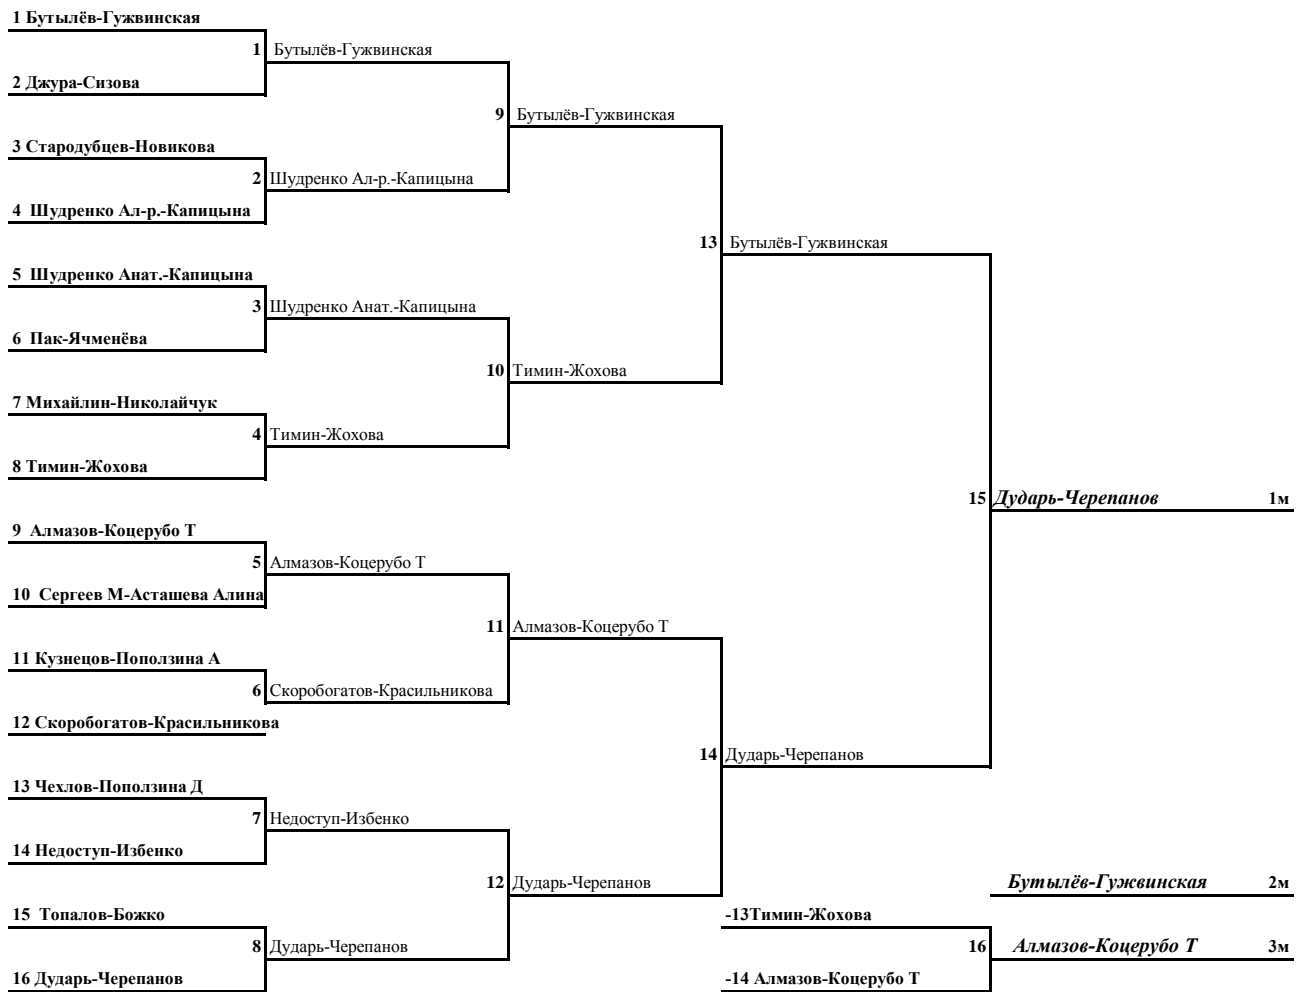 1 Бутылёв-Гужвинская
1 Бутылёв-Гужвинская
2 Джура-Сизова
9 Бутылёв-Гужвинская
3 Стародубцев-Новикова
2 Шудренко Ал-р.-Капицына
4 Шудренко Ал-р.-Капицына
13 Бутылёв-Гужвинская
5 Шудренко Анат.-Капицына
3 Шудренко Анат.-Капицына
6 Пак-Ячменёва
10 Тимин-Жохова
7 Михайлин-Николайчук
4 Тимин-Жохова
8 Тимин-Жохова
15 Дударь-Черепанов 1м
9 Алмазов-Коцерубо Т
5 Алмазов-Коцерубо Т
10 Сергеев М-Асташева Алина
11 Алмазов-Коцерубо Т
11 Кузнецов-Поползина А
6 Скоробогатов-Красильникова
12 Скоробогатов-Красильникова
14 Дударь-Черепанов
13 Чехлов-Поползина Д
7 Недоступ-Избенко
14 Недоступ-Избенко
12 Дударь-Черепанов
Бутылёв-Гужвинская 2м
15 Топалов-Божко
-13Тимин-Жохова
8 Дударь-Черепанов
16 Алмазов-Коцерубо Т 3м
16 Дударь-Черепанов
-14 Алмазов-Коцерубо Т